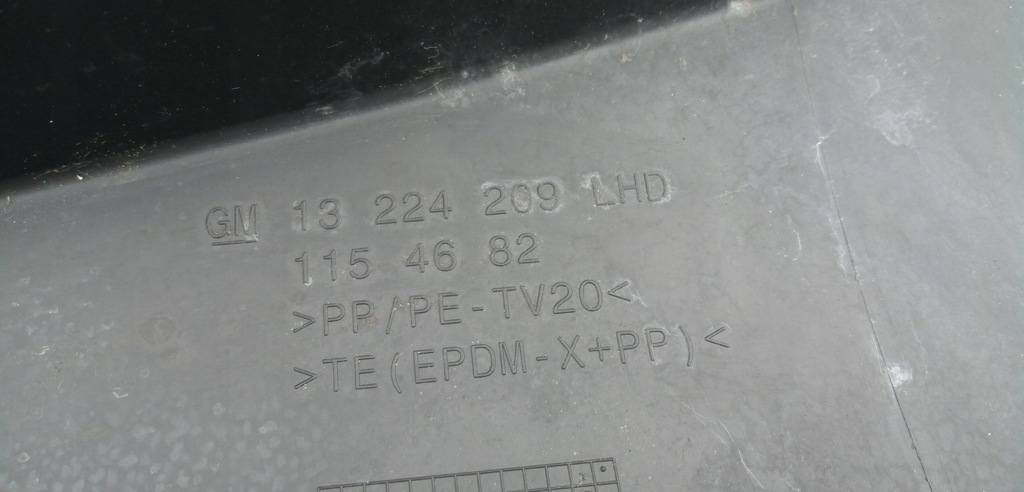 GM 13 224 209 LHD
115 46 82
>PP/PE-TV20<
>TE(EPDM-X+PP)<